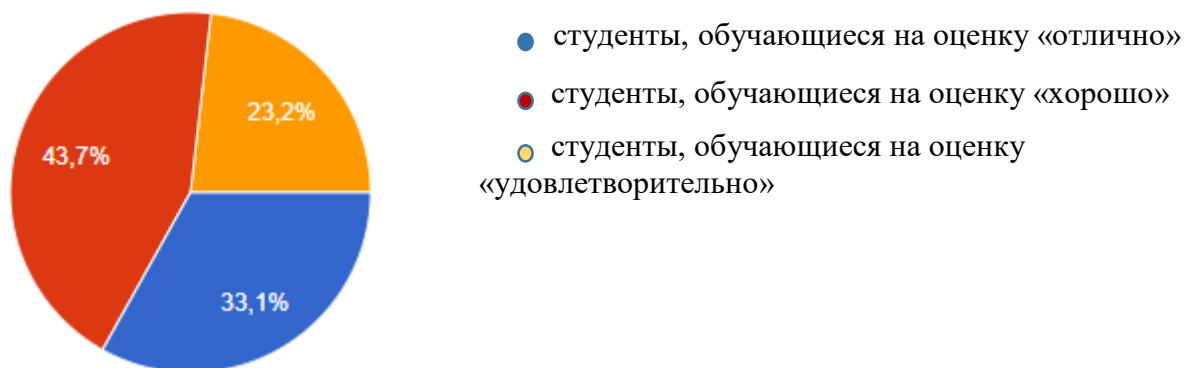 студенты, обучающиеся на оценку «отлично»
23,2%
студенты, обучающиеся на оценку «хорошо»
43,7%
студенты, обучающиеся на оценку
«удовлетворительно»
33,1%